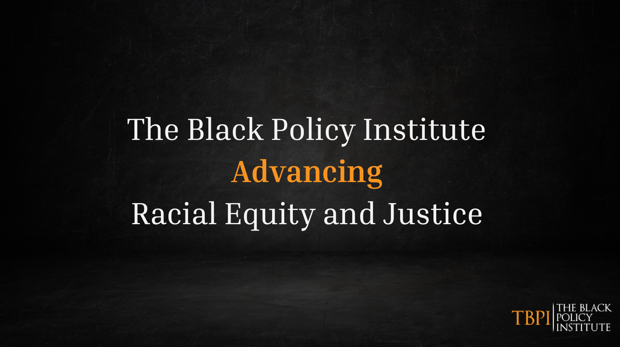 The Black Policy Institute
Advancing
Racial Equity and Justice
TBPI
THE BLACK
POLICY
INSTITUTE